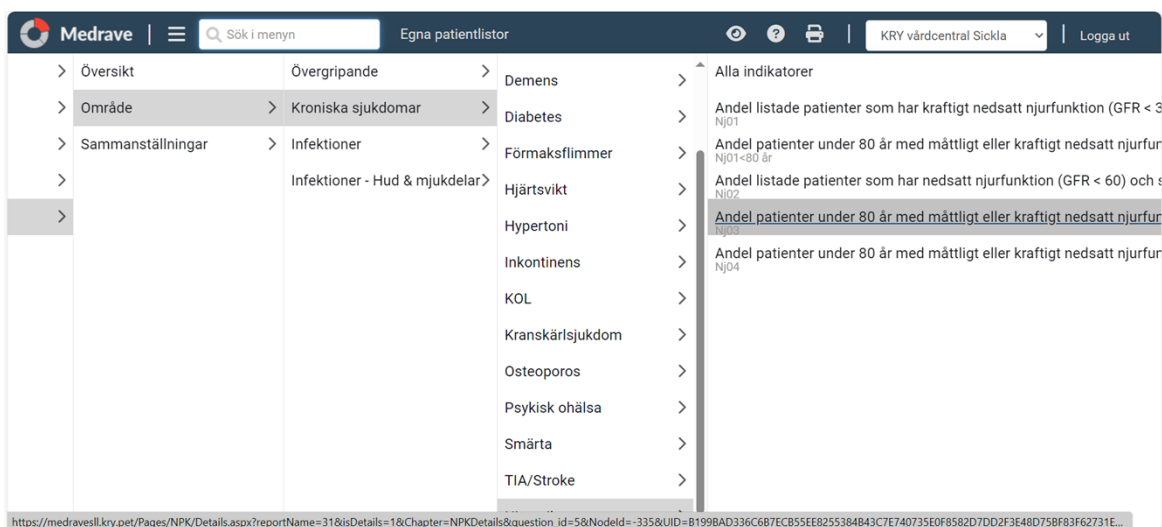 Medrave
Sök i menyn
Egna patientlistor
KRY vårdcentral Sickla
Logga ut
Översikt
Område
Sammanställningar
Övergripande
Kroniska sjukdomar
Infektioner
Infektioner - Hud & mjukdelar
Demens
Diabetes
Förmaksflimmer
Hjärtsvikt
Hypertoni
Inkontinens
KOL
Kranskärlsjukdom
Osteoporos
Psykisk ohälsa
Smärta
TIA/Stroke
Alla indikatorer
Andel listade patienter som har kraftigt nedsatt njurfunktion (GFR < 3
Nj01
Andel patienter under 80 år med måttligt eller kraftigt nedsatt njurfur
Nj01<80 år
Andel listade patienter som har nedsatt njurfunktion (GFR < 60) och s
Nj02
Andel patienter under 80 år med måttligt eller kraftigt nedsatt njurfur
Nj03
Andel patienter under 80 år med måttligt eller kraftigt nedsatt njurfur
Nj04
https://medravesll.kry.pet/Pages/NPK/Details.aspx?reportName=31&isDetails=1&Chapter=NPKDetails&question_id=5&NodeId=-335&UID=B199BAD336C6B7ECB55EE8255384B43C7E740735E0F8582D7DD2F3E48D75BF83F62731E...